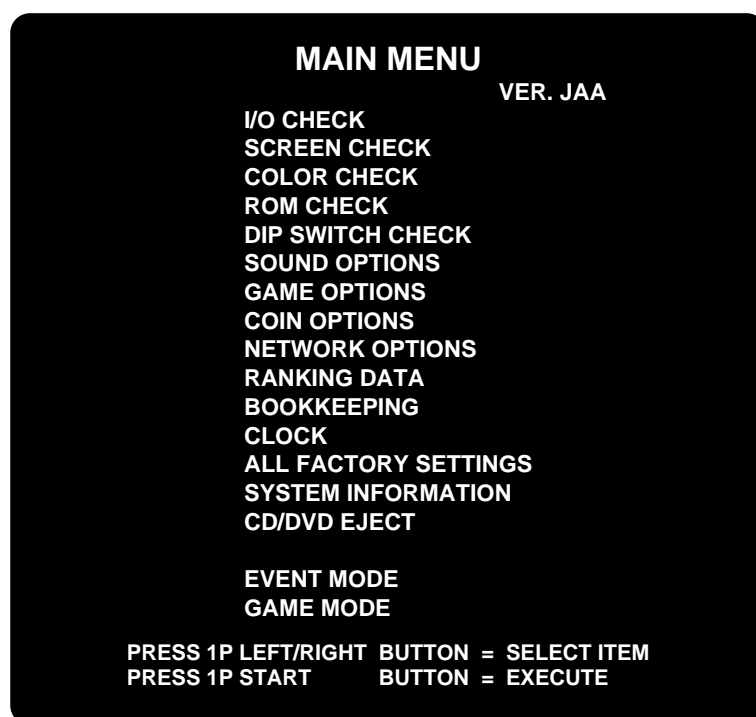 MAIN MENU
VER. JAA
I/O CHECK
SCREEN CHECK
COLOR CHECK
ROM CHECK
DIP SWITCH CHECK
SOUND OPTIONS
GAME OPTIONS
COIN OPTIONS
NETWORK OPTIONS
RANKING DATA
BOOKKEEPING
CLOCK
ALL FACTORY SETTINGS
SYSTEM INFORMATION
CD/DVD EJECT
EVENT MODE
GAME MODE
PRESS 1P LEFT/RIGHT BUTTON = SELECT ITEM
PRESS 1P START BUTTON = EXECUTE